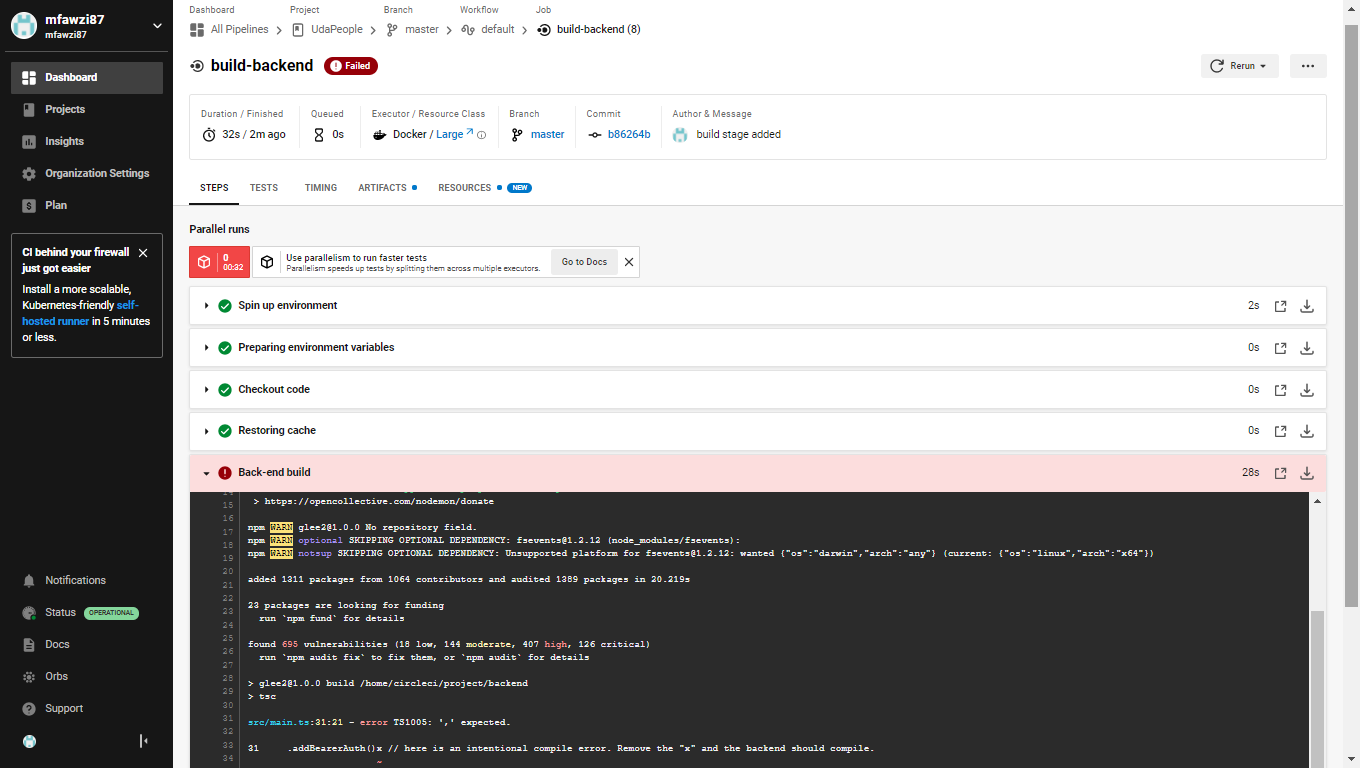 mfawzi87
mfawzi87
Dashboard
Projects
Insights
Organization Settings
Plan
CI behind your firewall
just got easier
Install a more scalable,
Kubernetes-friendly self-
hosted runner in 5 minutes
or less.
Notifications
Status OPERATIONAL
Docs
Orbs
Support
Dashboard Project Branch Workflow Job
All Pipelines UdaPeople master default build-backend (8)
build-backend Failed
Rerun
Duration / Finished Queued Executor / Resource Class Branch Commit Author & Message
32s / 2m ago 0s Docker / Large master b86264b build stage added
STEPS TESTS TIMING ARTIFACTS RESOURCES NEW
Parallel runs
0
00:32
Use parallelism to run faster tests
Parallelism speeds up tests by splitting them across multiple executors.
Go to Docs
Spin up environment 2s
Preparing environment variables 0s
Checkout code 0s
Restoring cache 0s
Back-end build 28s
14
15 > https://opencollective.com/nodemon/donate
16
17 npm WARN glee2@1.0.0 No repository field.
18 npm WARN optional SKIPPING OPTIONAL DEPENDENCY: fsevents@1.2.12 (node_modules/fsevents):
19 npm WARN notsup SKIPPING OPTIONAL DEPENDENCY: Unsupported platform for fsevents@1.2.12: wanted {"os":"darwin","arch":"any"} (current: {"os":"linux","arch":"x64"})
20
21 added 1311 packages from 1064 contributors and audited 1389 packages in 20.219s
22
23 23 packages are looking for funding
24 run `npm fund` for details
25
26 found 695 vulnerabilities (18 low, 144 moderate, 407 high, 126 critical)
27 run `npm audit fix` to fix them, or `npm audit` for details
28
29 > glee2@1.0.0 build /home/circleci/project/backend
30 > tsc
31
32 src/main.ts:31:21 - error TS1005: ',' expected.
33
34 31 .addBearerAuth()x // here is an intentional compile error. Remove the "x" and the backend should compile.
~